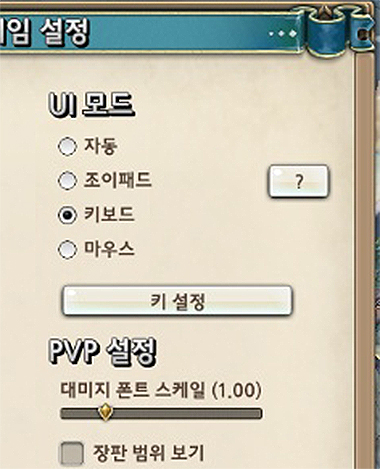 임 설정
UI 모드
자동
조이패드
?
키보드
마우스
키 설정
PVP 설정
대미지 폰트 스케일 (1.00)
장판 범위 보기